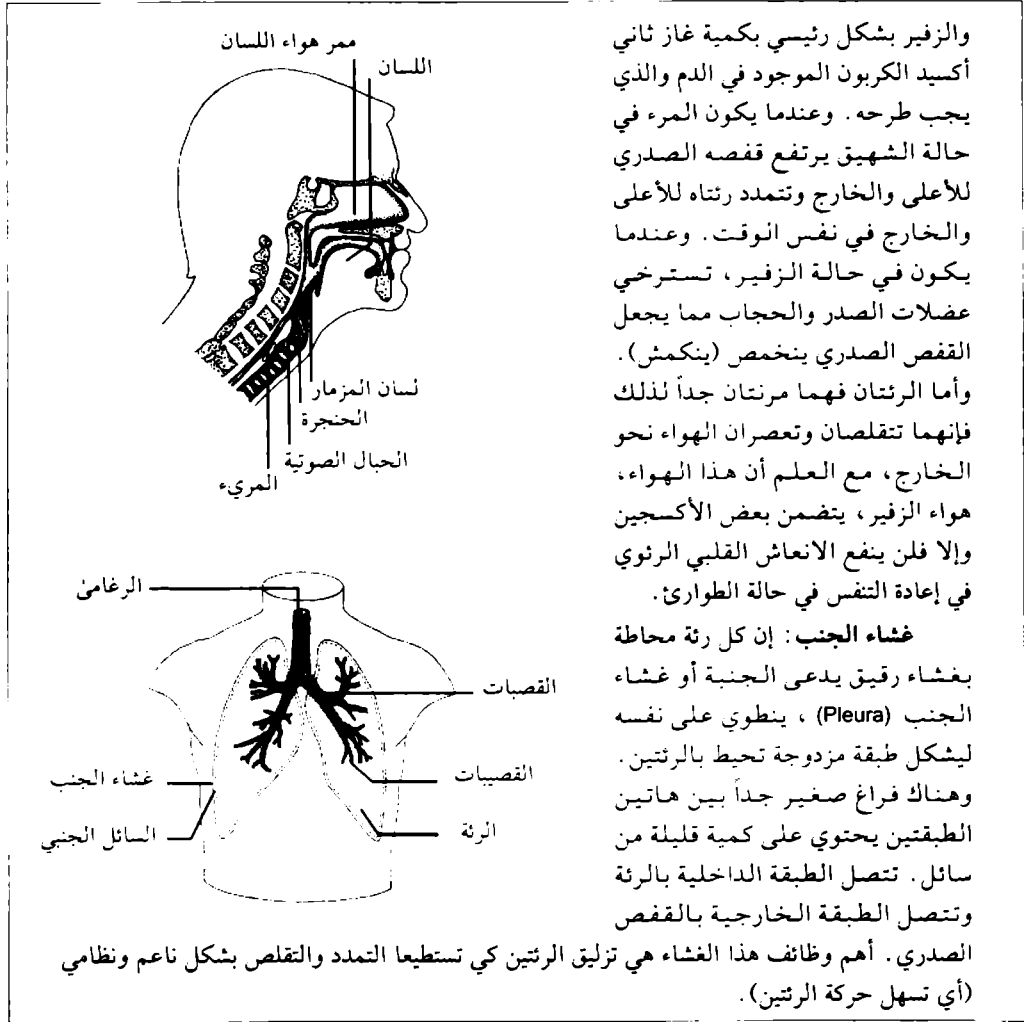 والزفير بشكل رئيسي بكمية غاز ثاني
أكسيد الكربون الموجود في الدم والذي
يجب طرحه. وعندما يكون المرء في
حالة الشهيق يرتفع قفصه الصدري
للأعلى والخارج وتتمدد رئتاه للأعلى
والخارج في نفس الوقت. وعندما
يكون في حالة الزفير، تسترخي
عضلات الصدر والحجاب مما يجعل
القفص الصدري ينخمص (ينكمش).
وأما الرئتان فهما مرنتان جداً لذلك
فإنهما تتقلصان وتعصران الهواء نحو
الخارج، مع العلم أن هذا الهواء،
هواء الزفير، يتضمن بعض الأكسجين
وإلا فلن ينفع الانعاش القلبي الرئوي
في إعادة التنفس في حالة الطوارئ.
غشاء الجنب: إن كل رئة محاطة
بغشاء رقيق يدعى الجنبة أو غشاء
الجنب (Pleura) ، ينطوي على نفسه
ليشكل طبقة مزدوجة تحيط بالرئتين.
وهناك فراغ صغير جداً بين هاتين
الطبقتين يحتوي على كمية قليلة من
سائل. تتصل الطبقة الداخلية بالرئة
وتتصل الطبقة الخارجية بالقفص
الصدري. أهم وظائف هذا الغشاء هي تزليق الرئتين كي تستطيعا التمدد والتقلص بشكل ناعم ونظامي
(أي تسهل حركة الرئتين).
ممر هواء اللسان
اللسان
لسان المزمار
الحنجرة
الحبال الصوتية
المريء
الرغامى
القصبات
القصيبات
غشاء الجنب
الرئة
السائل الجنبي